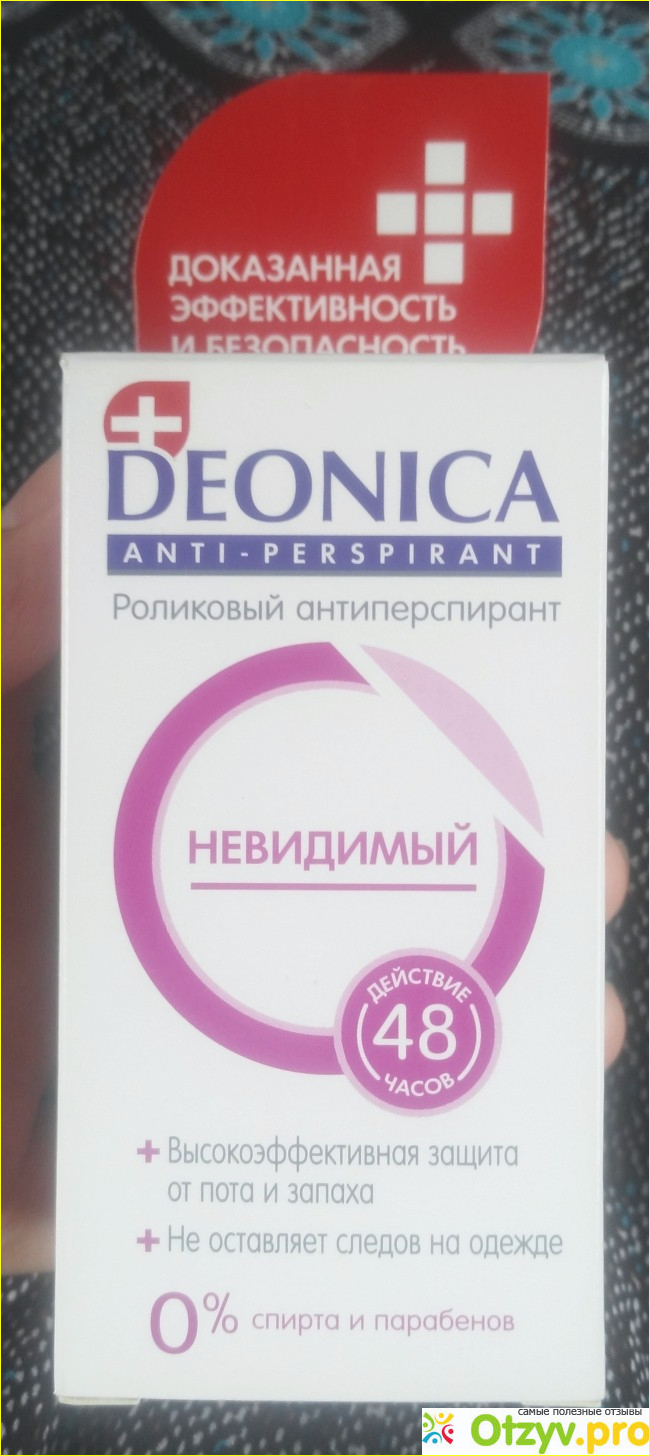 ДОКАЗАННАЯ
ЭФФЕКТИВНОСТЬ
И БЕЗОПАСНОСТЬ
DEONICA
ANTI-PERSPIRANT
Роликовый антиперспирант
НЕВИДИМЫЙ
ДЕЙСТВИЕ
48
ЧАСОВ
+ Высокоэффективная защита
от пота и запаха
+ Не оставляет следов на одежде
0% спирта и парабенов
самые полезные отзывы
Otzyv.pro